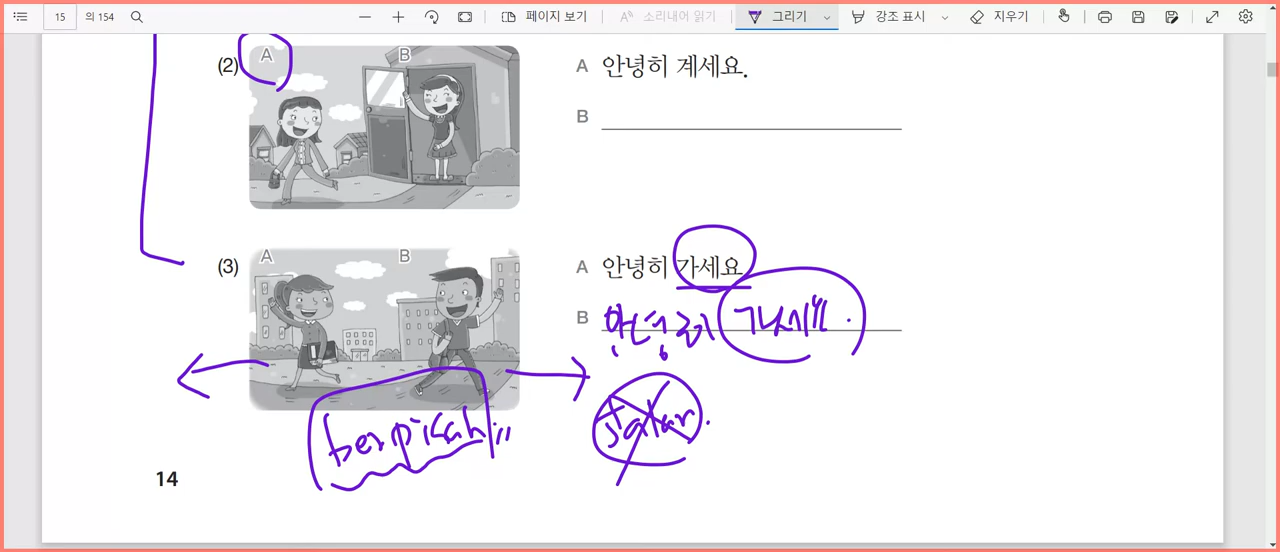 15 의 154 페이지 보기 소리내어 읽기 그리기 강조 표시 지우기
(2) A B A 안녕히 계세요.
B
(3) A B A 안녕히 가세요
B 안녕히 가세요.
berpisah
14